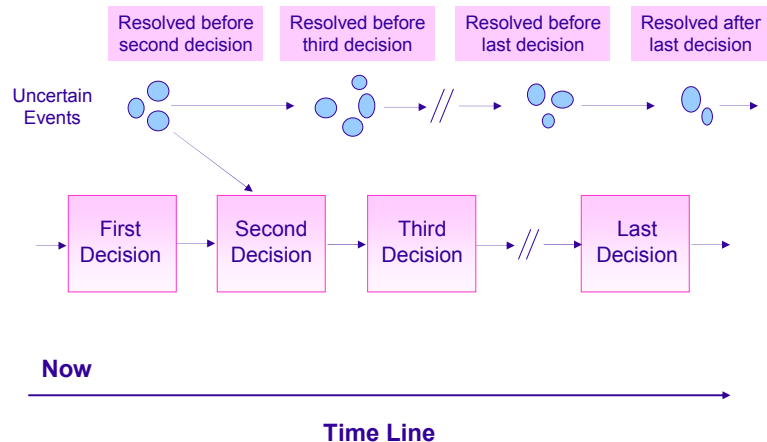 Resolved before
second decision
Resolved before
third decision
Resolved before
last decision
Resolved after
last decision
Uncertain
Events
First
Decision
Second
Decision
Third
Decision
Last
Decision
Now
Time Line